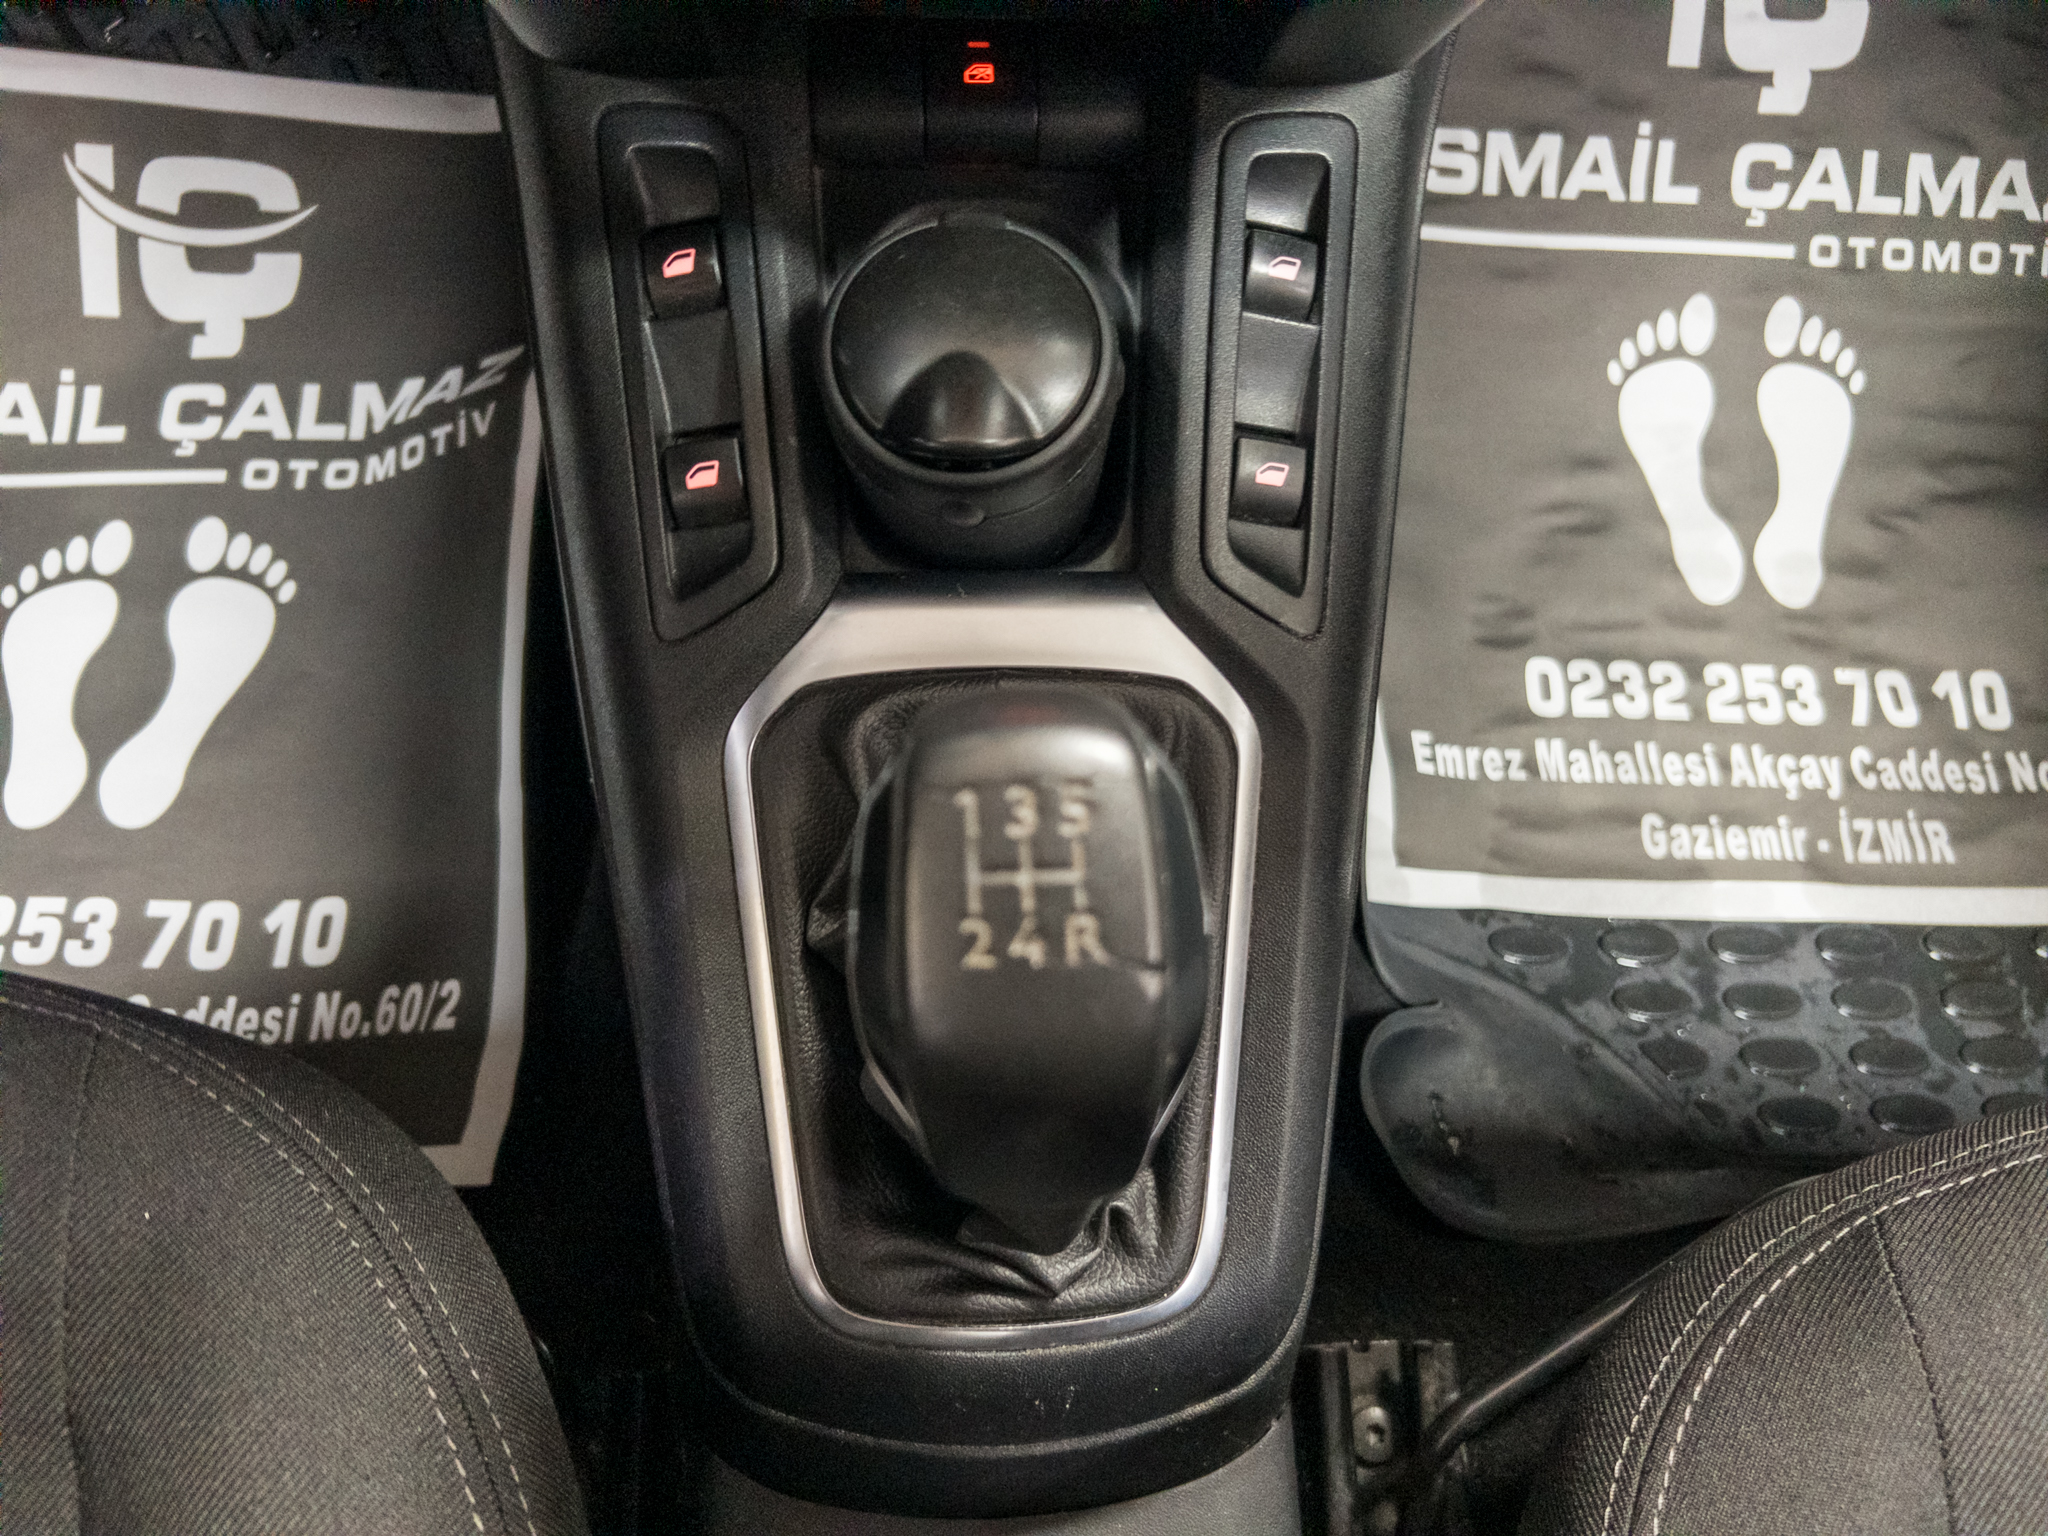 İÇ
AİL ÇALMAZ
OTOMOTİV
253 70 10
Caddesi No.60/2
1 3 5
2 4 R
İÇ
SMAİL ÇALMA
OTOMOTİ
0232 253 70 10
Emrez Mahallesi Akçay Caddesi No
Gaziemir - İZMİR